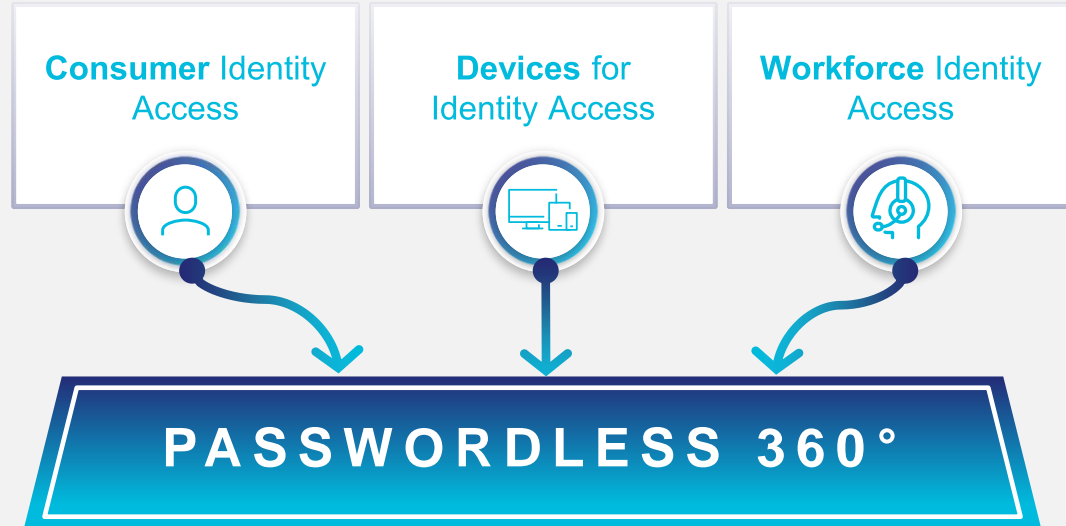 Consumer Identity
Access
Devices for
Identity Access
Workforce Identity
Access
PASSWORDLESS 360°